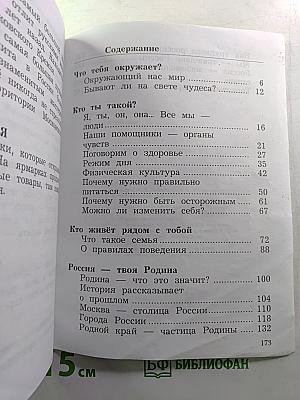 Содержание
Что тебя окружает?
Окружающий нас мир . . . . . 6
Бывают ли на свете чудеса? . . 12
Кто ты такой?
Я, ты, он, она.. Все мы —
люди . . . . . 16
Наши помощники — органы
чувств . . . . . 21
Поговорим о здоровье . . . . 27
Режим дня . . . . . 31
Физическая культура . . . . 42
Почему нужно правильно
питаться . . . . . 50
Почему нужно быть осторожным . 61
Можно ли изменить себя? . . . 67
Кто живёт рядом с тобой
Что такое семья . . . . . 72
О правилах поведения . . . . 88
Россия — твоя Родина
Родина — что это значит? . . . 100
История рассказывает
о прошлом . . . . . 104
Москва — столица России . . . 110
Города России . . . . . 118
Родной край — частица Родины . 132
173
15 см
БФ БИБЛИОФАН